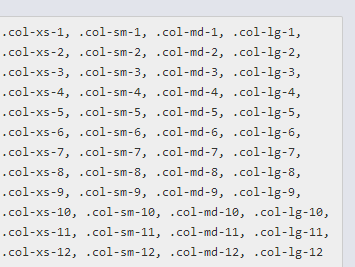 .col-xs-1, .col-sm-1, .col-md-1, .col-lg-1,
.col-xs-2, .col-sm-2, .col-md-2, .col-lg-2,
.col-xs-3, .col-sm-3, .col-md-3, .col-lg-3,
.col-xs-4, .col-sm-4, .col-md-4, .col-lg-4,
.col-xs-5, .col-sm-5, .col-md-5, .col-lg-5,
.col-xs-6, .col-sm-6, .col-md-6, .col-lg-6,
.col-xs-7, .col-sm-7, .col-md-7, .col-lg-7,
.col-xs-8, .col-sm-8, .col-md-8, .col-lg-8,
.col-xs-9, .col-sm-9, .col-md-9, .col-lg-9,
.col-xs-10, .col-sm-10, .col-md-10, .col-lg-10,
.col-xs-11, .col-sm-11, .col-md-11, .col-lg-11,
.col-xs-12, .col-sm-12, .col-md-12, .col-lg-12